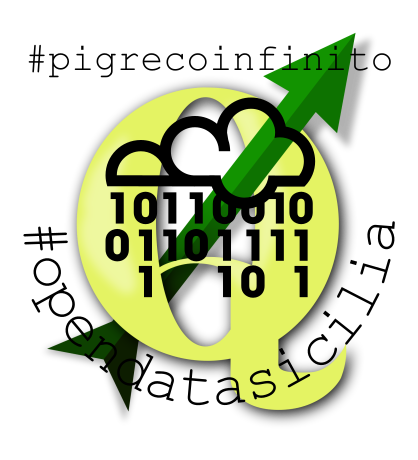 #pigrecoinfinito
Q
10110010
01101111
1 10 1
#opendatasicilia